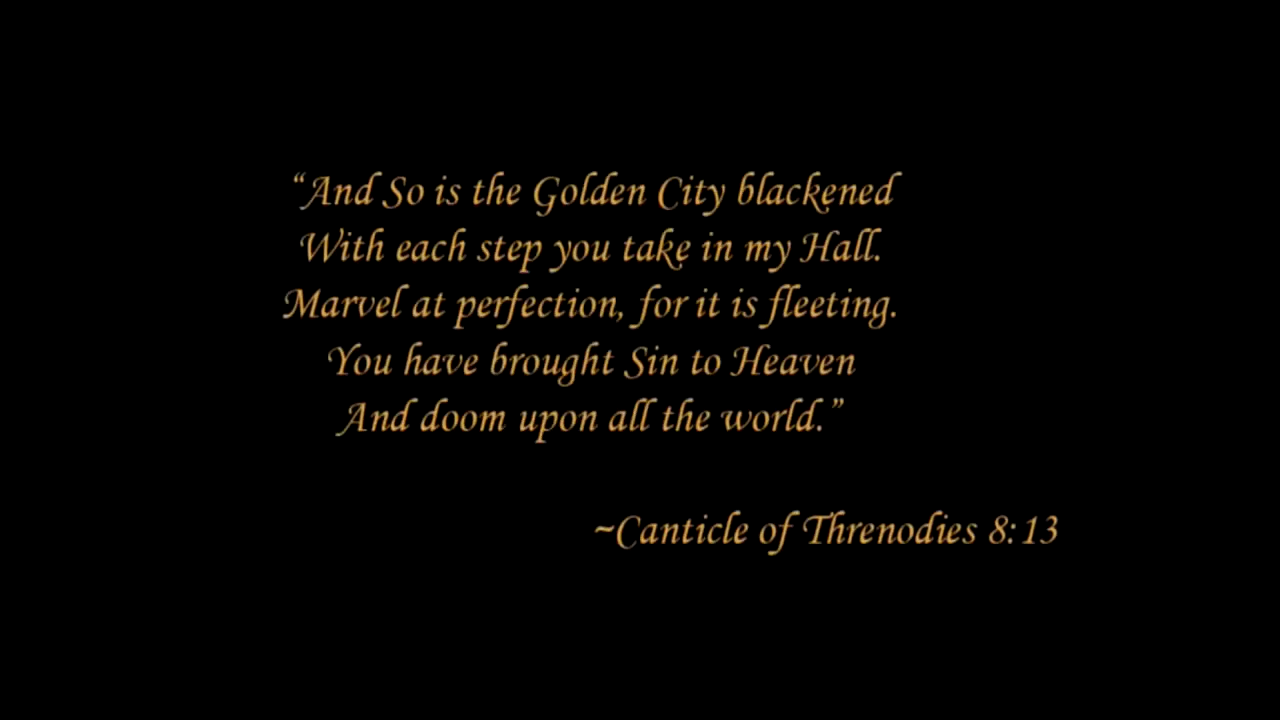 “And So is the Golden City blackened
With each step you take in my Hall.
Marvel at perfection, for it is fleeting.
You have brought Sin to Heaven
And doom upon all the world.”
~Canticle of Threnodies 8:13